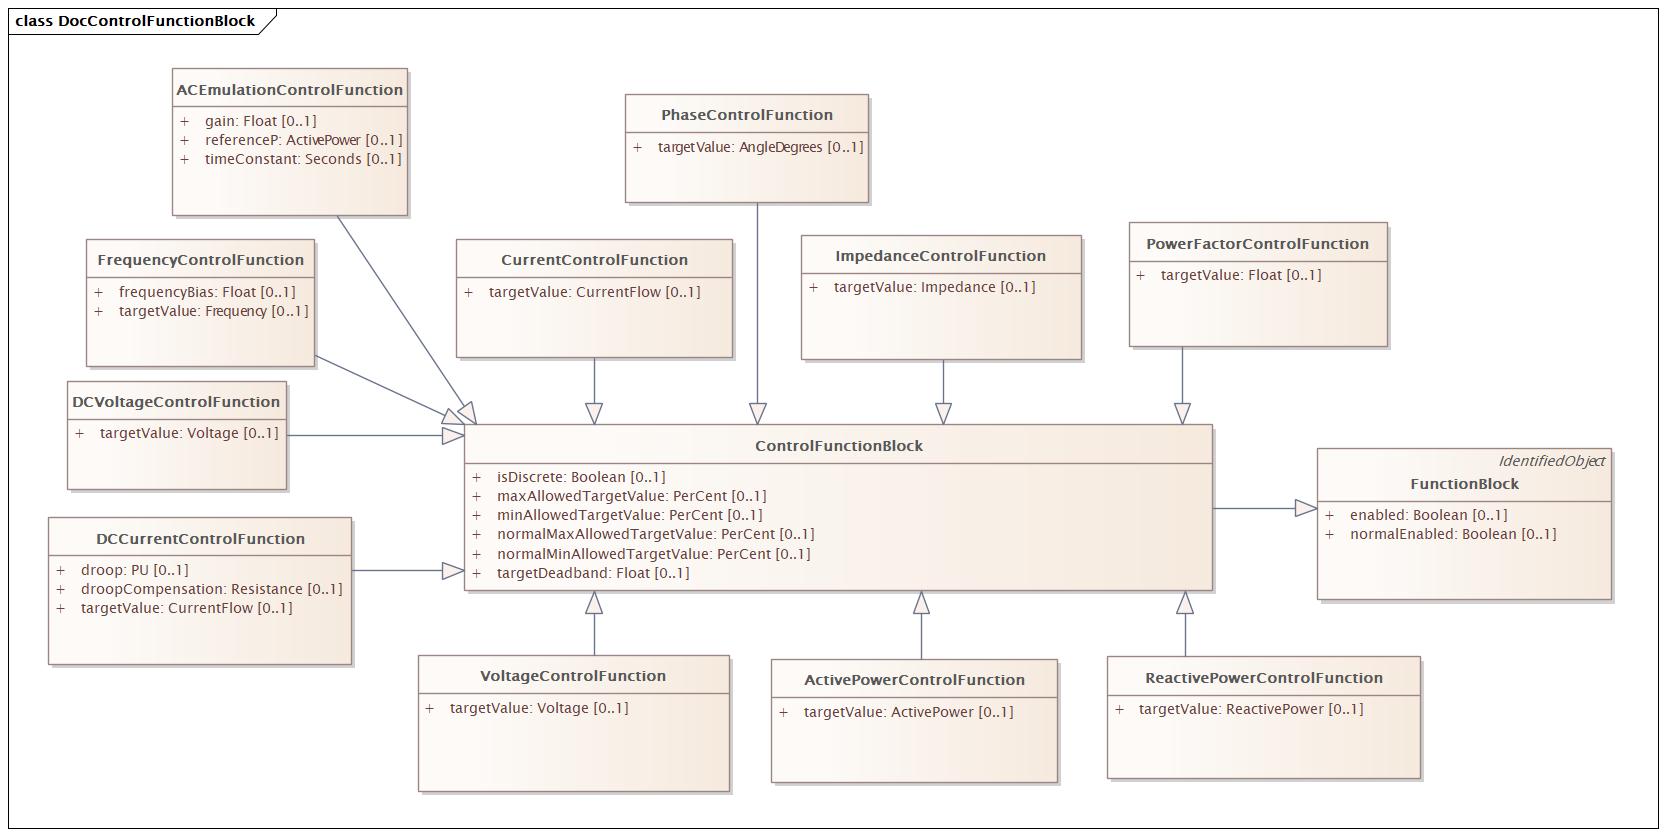 class DocControlFunctionBlock
ACEmulationControlFunction
+ gain: Float [0..1]
+ referenceP: ActivePower [0..1]
+ timeConstant: Seconds [0..1]
PhaseControlFunction
+ targetValue: AngleDegrees [0..1]
FrequencyControlFunction
+ frequencyBias: Float [0..1]
+ targetValue: Frequency [0..1]
CurrentControlFunction
+ targetValue: CurrentFlow [0..1]
ImpedanceControlFunction
+ targetValue: Impedance [0..1]
PowerFactorControlFunction
+ targetValue: Float [0..1]
DCVoltageControlFunction
+ targetValue: Voltage [0..1]
ControlFunctionBlock
+ isDiscrete: Boolean [0..1]
+ maxAllowedTargetValue: PerCent [0..1]
+ minAllowedTargetValue: PerCent [0..1]
+ normalMaxAllowedTargetValue: PerCent [0..1]
+ normalMinAllowedTargetValue: PerCent [0..1]
+ targetDeadband: Float [0..1]
IdentifiedObject
FunctionBlock
+ enabled: Boolean [0..1]
+ normalEnabled: Boolean [0..1]
DCCurrentControlFunction
+ droop: PU [0..1]
+ droopCompensation: Resistance [0..1]
+ targetValue: CurrentFlow [0..1]
VoltageControlFunction
+ targetValue: Voltage [0..1]
ActivePowerControlFunction
+ targetValue: ActivePower [0..1]
ReactivePowerControlFunction
+ targetValue: ReactivePower [0..1]